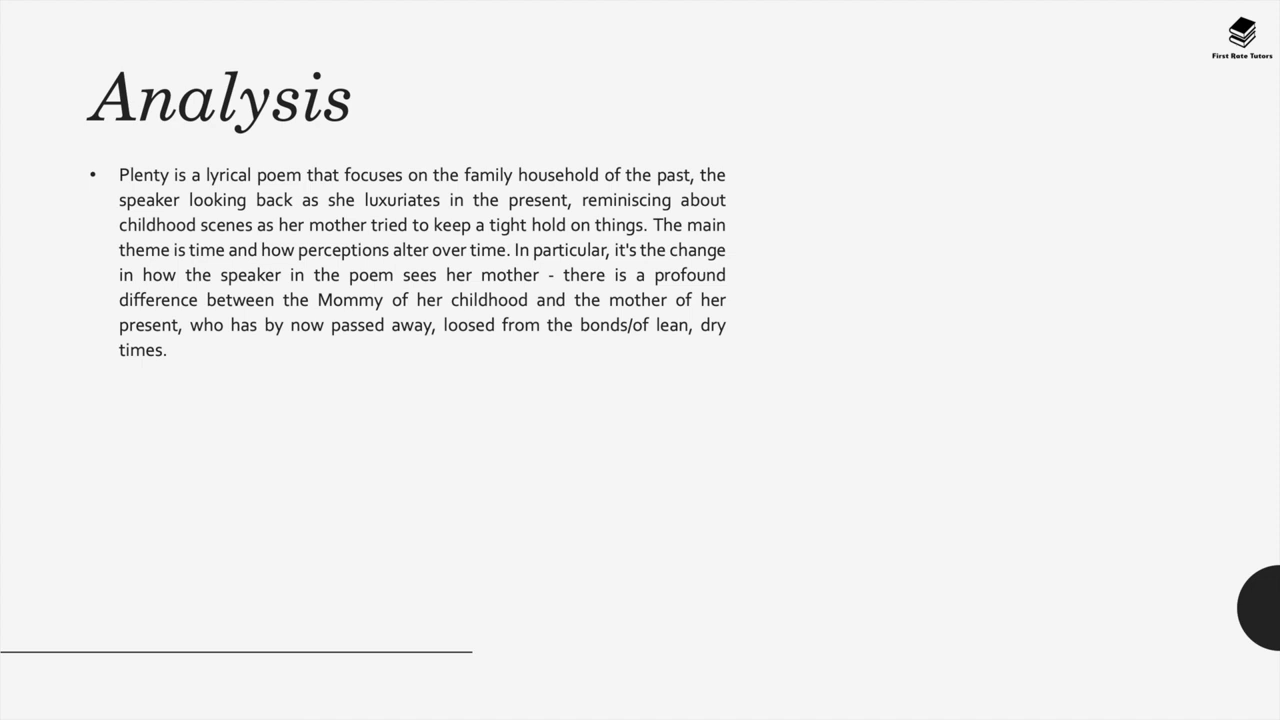 First Rate Tutors
Analysis
• Plenty is a lyrical poem that focuses on the family household of the past, the
speaker looking back as she luxuriates in the present, reminiscing about
childhood scenes as her mother tried to keep a tight hold on things. The main
theme is time and how perceptions alter over time. In particular, it's the change
in how the speaker in the poem sees her mother - there is a profound
difference between the Mommy of her childhood and the mother of her
present, who has by now passed away, loosed from the bonds/of lean, dry
times.